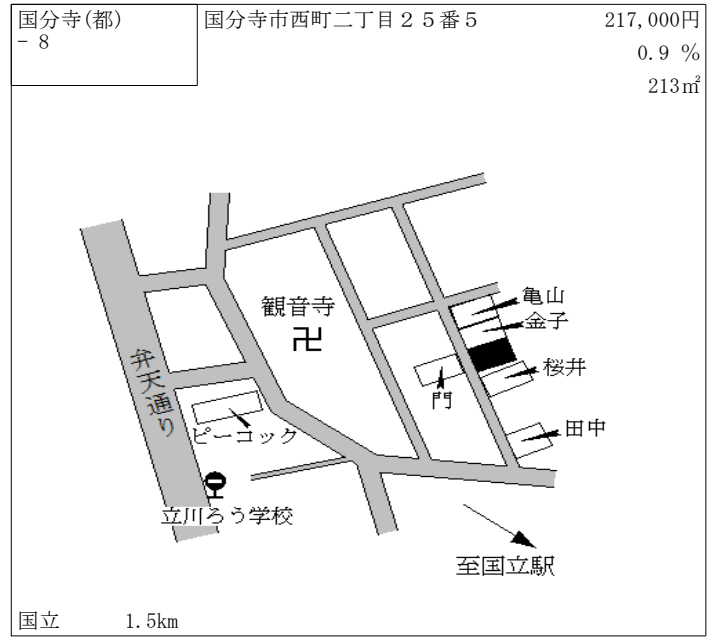 国分寺(都)
- 8
国分寺市西町二丁目２５番５
217,000円
0.9 %
213㎡
亀山
金子
観音寺
桜井
弁天通り
門
田中
ピーコック
立川ろう学校
至国立駅
国立 1.5km